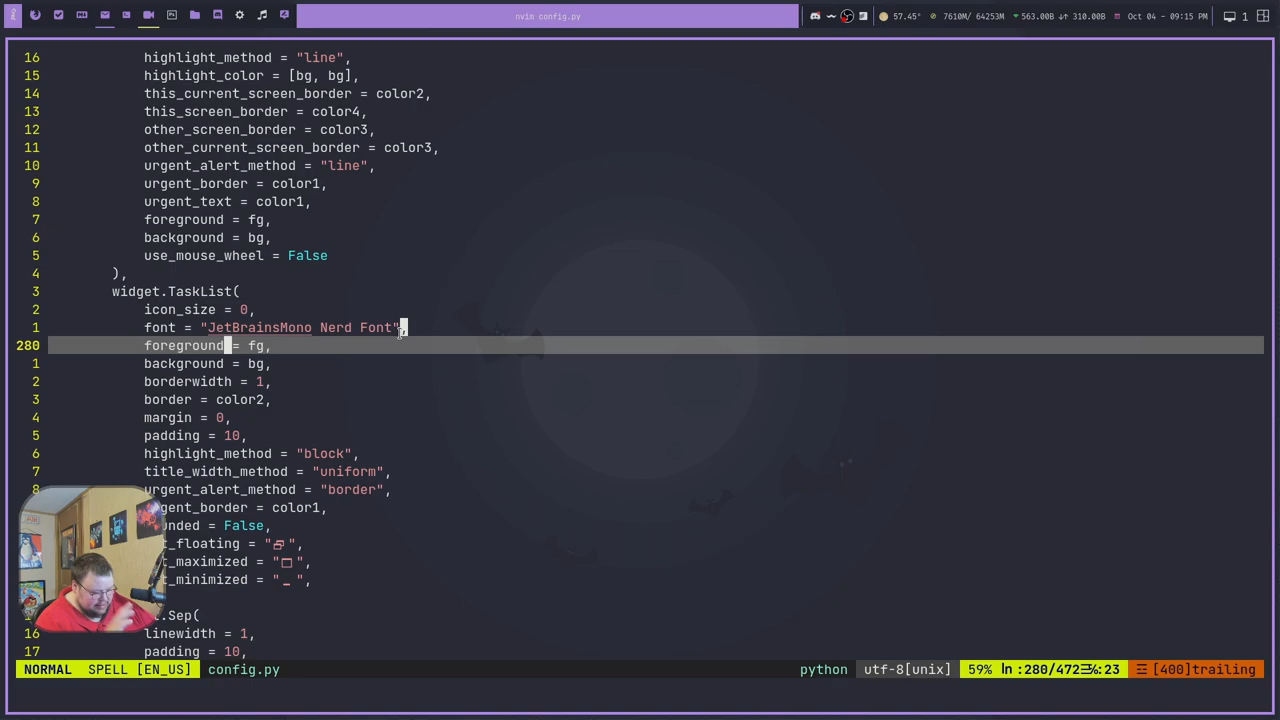 nvim config.py
57.45° 7610M/ 64253M 563.00B ↓↑ 310.00B Oct 04 - 09:15 PM 1
16 highlight_method = "line",
15 highlight_color = [bg, bg],
14 this_current_screen_border = color2,
13 this_screen_border = color4,
12 other_screen_border = color3,
11 other_current_screen_border = color3,
10 urgent_alert_method = "line",
9 urgent_border = color1,
8 urgent_text = color1,
7 foreground = fg,
6 background = bg,
5 use_mouse_wheel = False
4 ),
3 widget.TaskList(
2 icon_size = 0,
1 font = "JetBrainsMono Nerd Font",
280 foreground = fg,
1 background = bg,
2 borderwidth = 1,
3 border = color2,
4 margin = 0,
5 padding = 10,
6 highlight_method = "block",
7 title_width_method = "uniform",
8 urgent_alert_method = "border",
gent_border = color1,
unded = False,
t_floating = "🗗 ",
t_maximized = "🗖 ",
t_minimized = "🗕 ",
.Sep(
16 linewidth = 1,
17 padding = 10,
NORMAL SPELL [EN_US] config.py python utf-8[unix] 59% ln :280/472☰%:23 ☲ [400]trailing